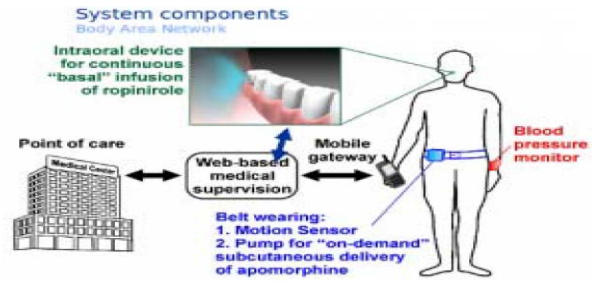 System components
Body Area Network
Intraoral device
for continuous
"basal" infusion
of ropinirole
Point of care
Medical Center
Web-based
medical
supervision
Mobile
gateway
Blood
pressure
monitor
Belt wearing:
1. Motion Sensor
2. Pump for "on-demand"
subcutaneous delivery
of apomorphine